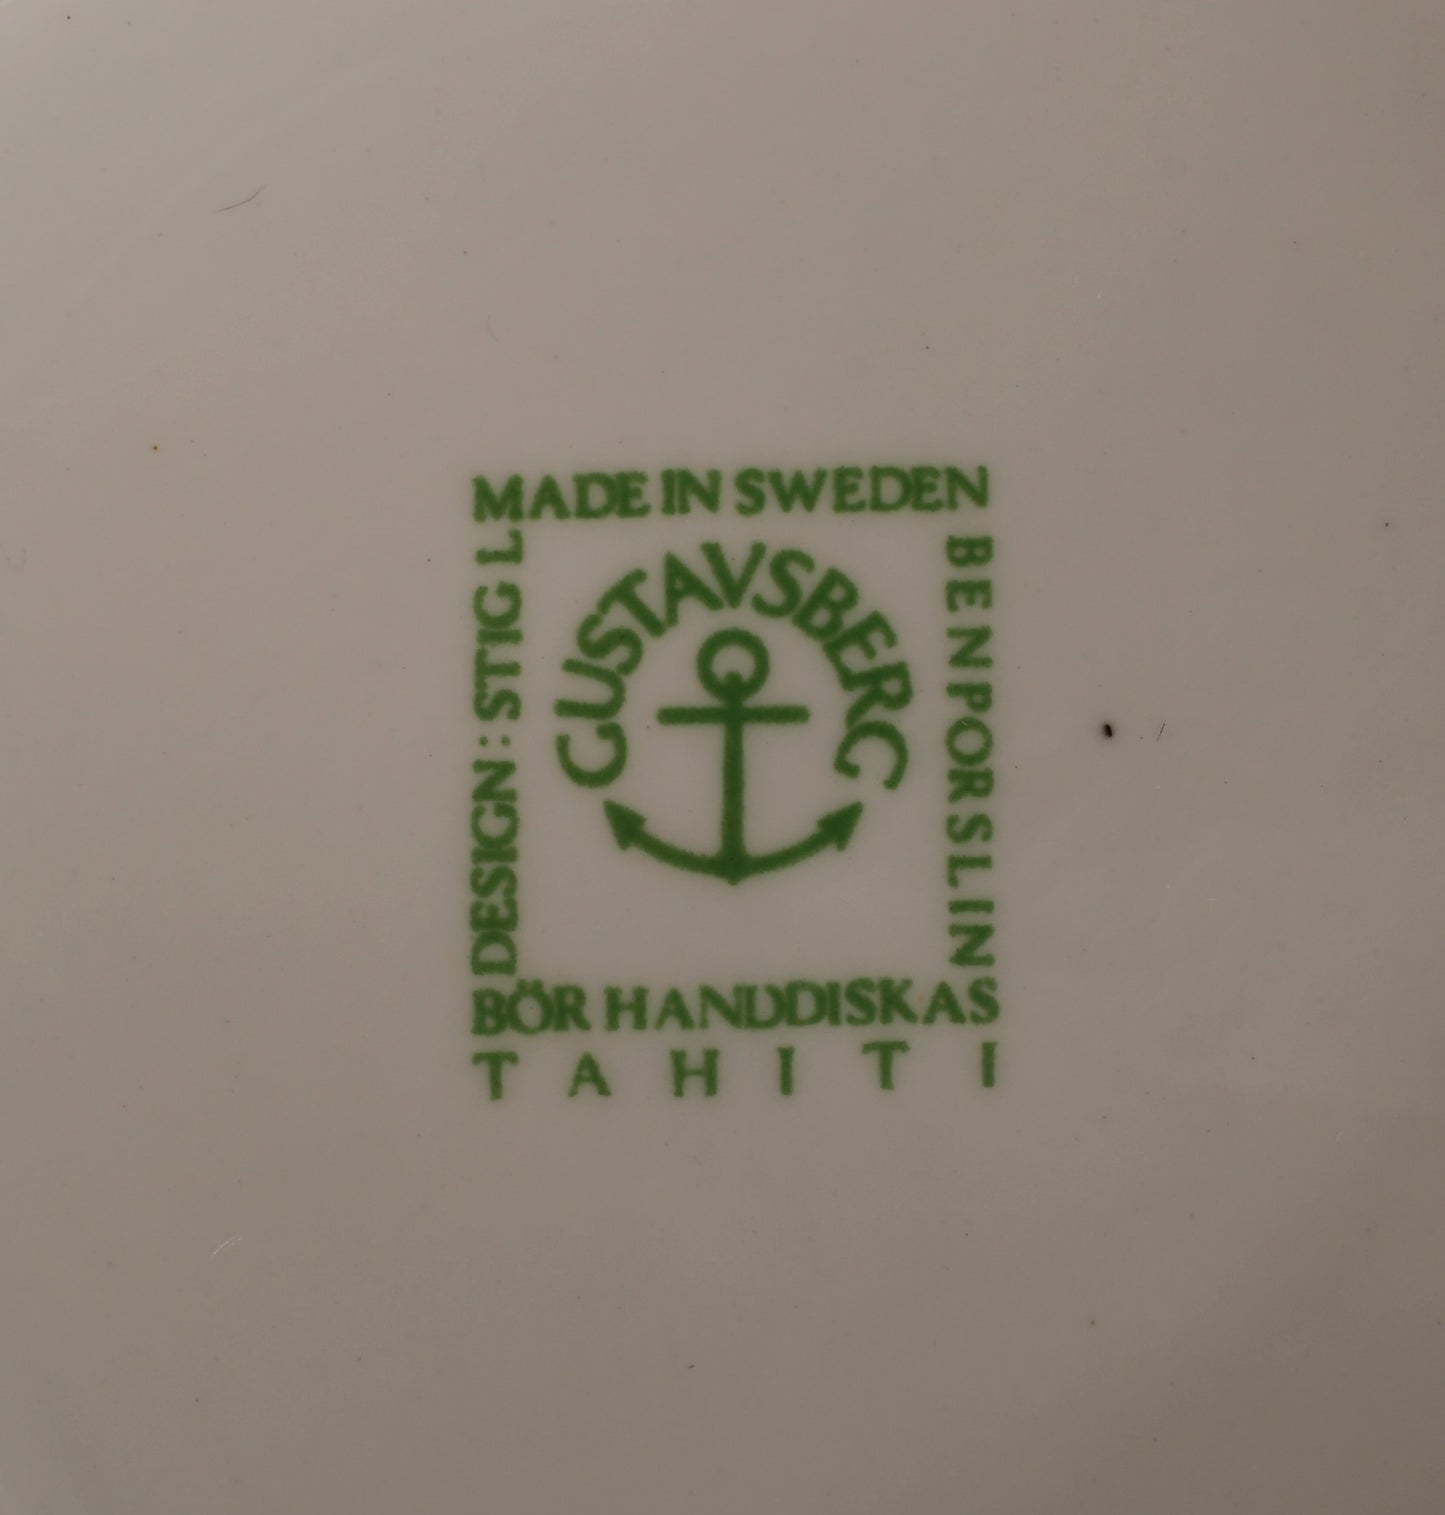 MADE IN SWEDEN
DESIGN: STIG L
GUSTAVSBERG
BENPORSLIN
BÖR HANDDISKAS
TAHITI